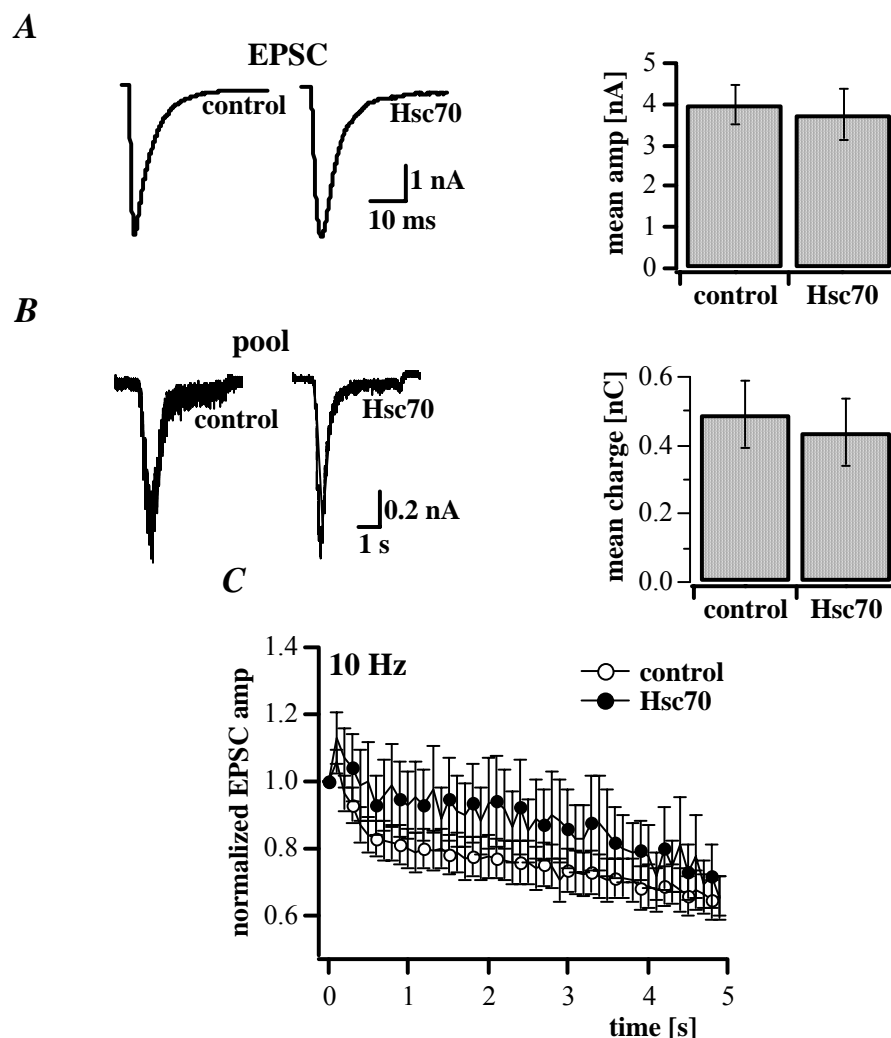 A
EPSC
control
Hsc70
1 nA
10 ms
mean amp [nA]
5
4
3
2
1
0
control
Hsc70
B
pool
control
Hsc70
0.2 nA
1 s
mean charge [nC]
0.6
0.4
0.2
0.0
control
Hsc70
C
10 Hz
control
Hsc70
normalized EPSC amp
1.4
1.2
1.0
0.8
0.6
0
1
2
3
4
5
time [s]